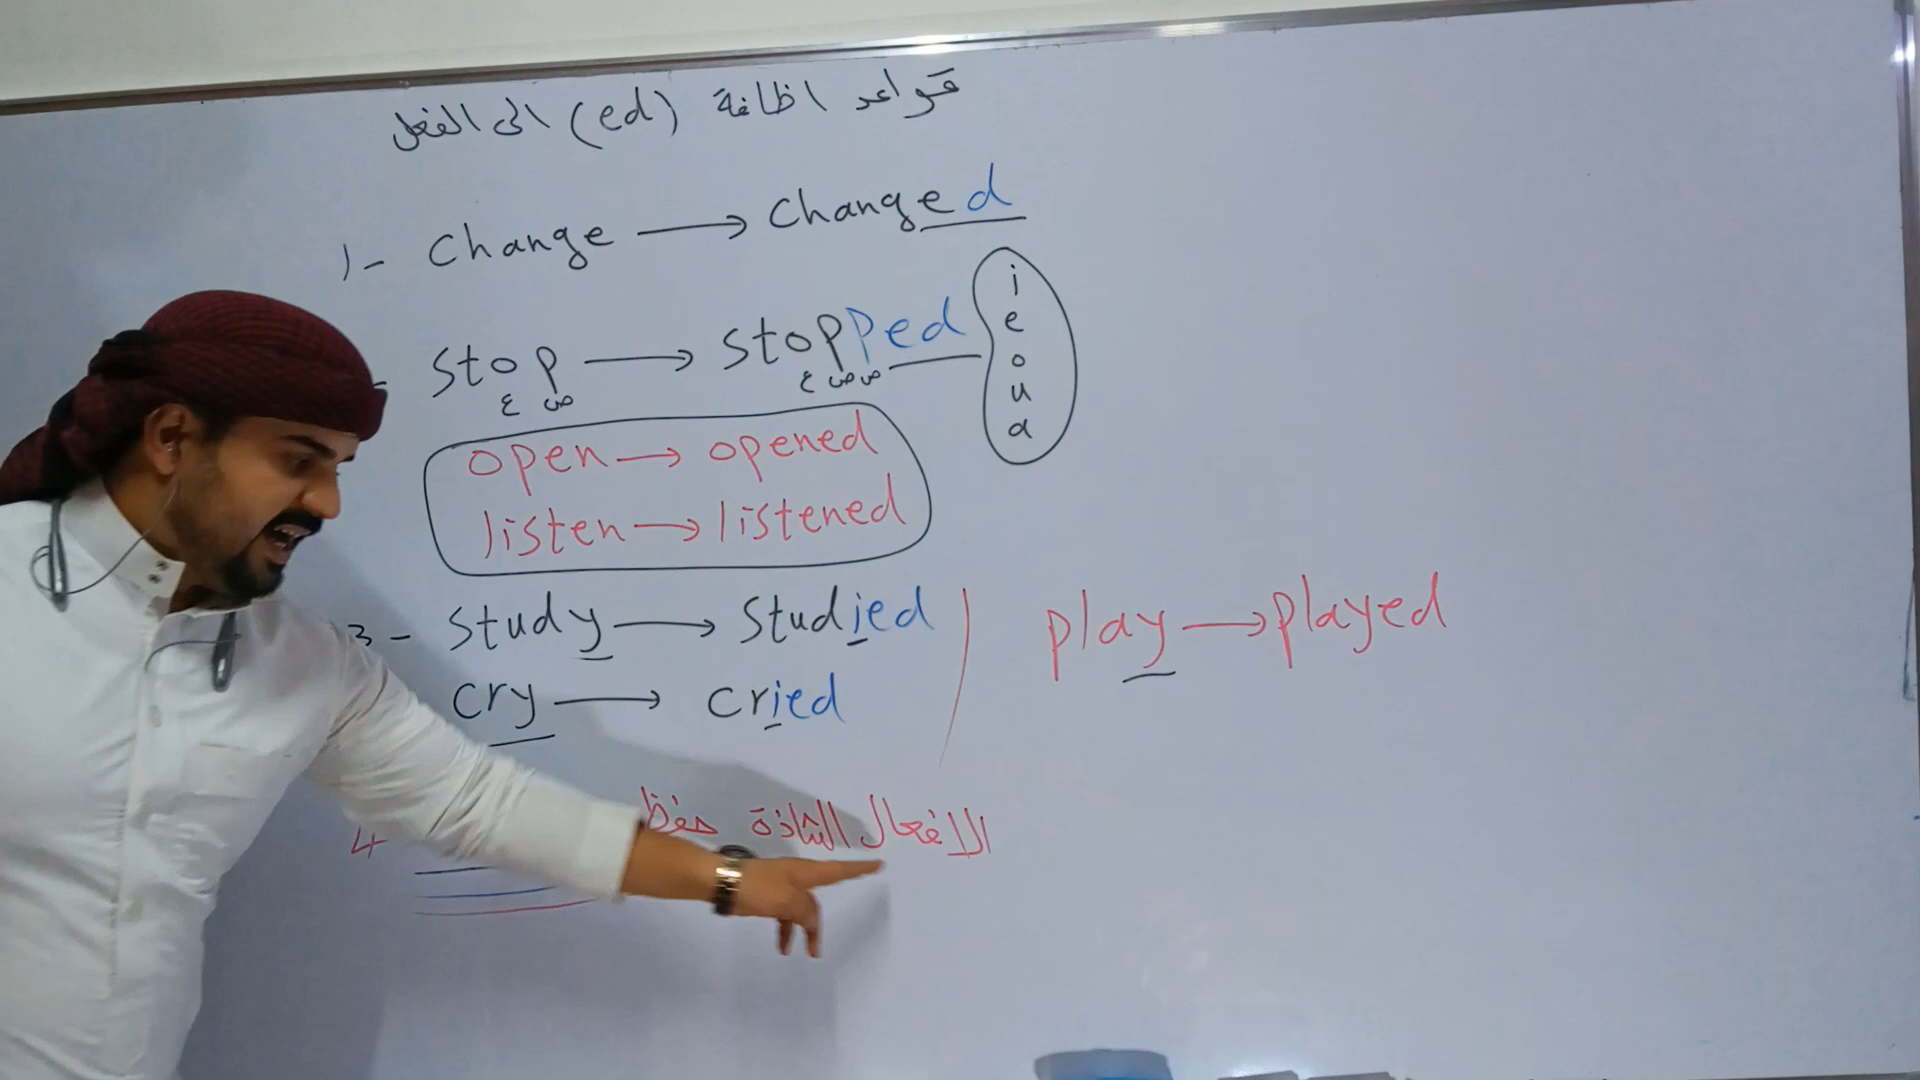 قواعد اظافة (ed) الى الفعل
1- Change → Changed
- stop → stopped
ع ص ع ص ص
i
e
o
u
a
open → opened
listen → listened
3- study → studied / play → played
cry → cried
4 الافعال الشاذة حفظ